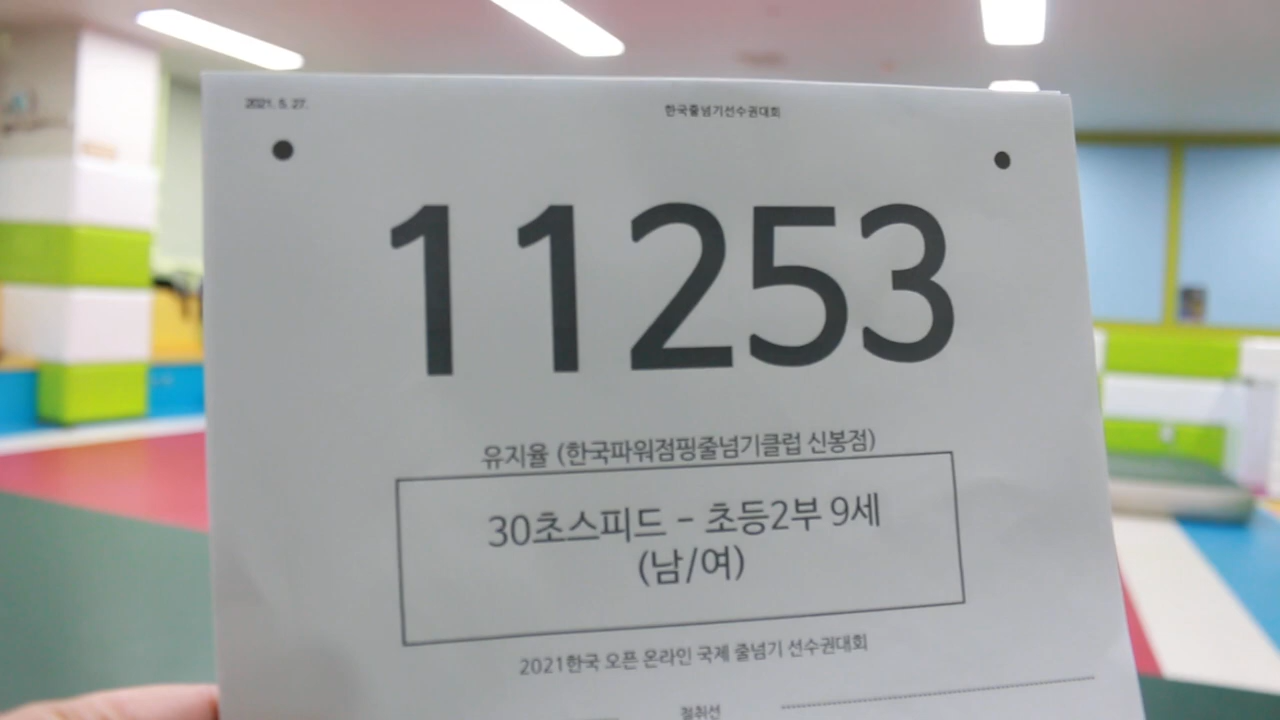 2021. 5. 27.
한국줄넘기선수권대회
11253
유지율 (한국파워점핑줄넘기클럽 신봉점)
30초스피드 - 초등2부 9세
(남/여)
2021한국 오픈 온라인 국제 줄넘기 선수권대회
절취선